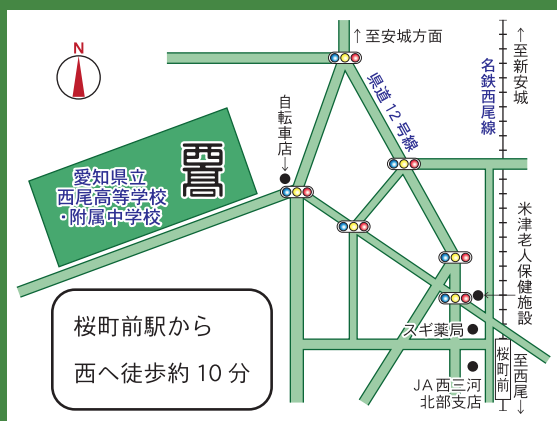 N
↑至安城方面
県道12号線
名鉄西尾線
↑至新安城
自転車店→
西高
愛知県立
西尾高等学校
・附属中学校
米津老人保健施設
スギ薬局
桜町前
至西尾→
JA西三河
北部支店
桜町前駅から
西へ徒歩約10分